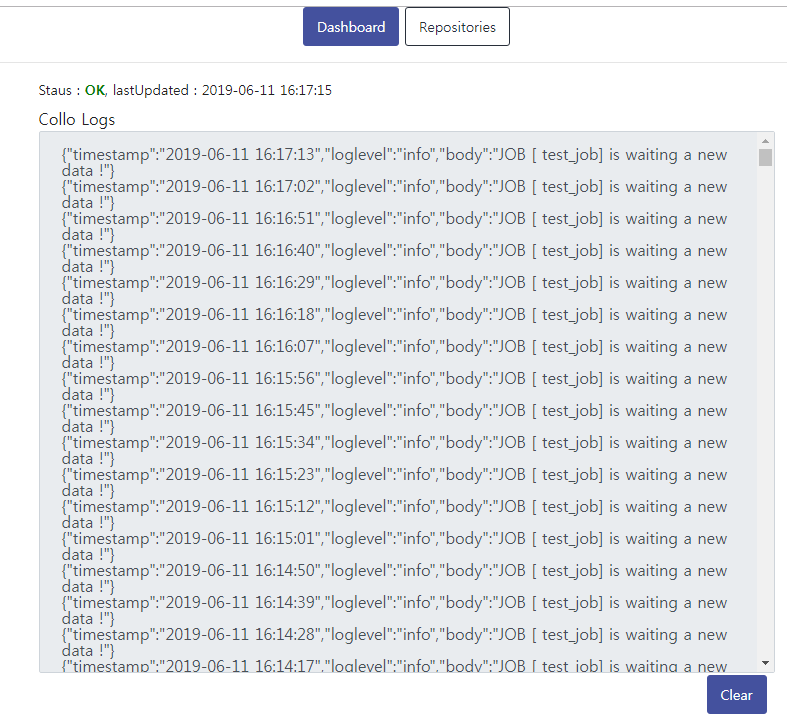 Dashboard Repositories
Staus : OK, lastUpdated : 2019-06-11 16:17:15
Collo Logs
{"timestamp":"2019-06-11 16:17:13","loglevel":"info","body":"JOB [ test_job] is waiting a new
data !"}
{"timestamp":"2019-06-11 16:17:02","loglevel":"info","body":"JOB [ test_job] is waiting a new
data !"}
{"timestamp":"2019-06-11 16:16:51","loglevel":"info","body":"JOB [ test_job] is waiting a new
data !"}
{"timestamp":"2019-06-11 16:16:40","loglevel":"info","body":"JOB [ test_job] is waiting a new
data !"}
{"timestamp":"2019-06-11 16:16:29","loglevel":"info","body":"JOB [ test_job] is waiting a new
data !"}
{"timestamp":"2019-06-11 16:16:18","loglevel":"info","body":"JOB [ test_job] is waiting a new
data !"}
{"timestamp":"2019-06-11 16:16:07","loglevel":"info","body":"JOB [ test_job] is waiting a new
data !"}
{"timestamp":"2019-06-11 16:15:56","loglevel":"info","body":"JOB [ test_job] is waiting a new
data !"}
{"timestamp":"2019-06-11 16:15:45","loglevel":"info","body":"JOB [ test_job] is waiting a new
data !"}
{"timestamp":"2019-06-11 16:15:34","loglevel":"info","body":"JOB [ test_job] is waiting a new
data !"}
{"timestamp":"2019-06-11 16:15:23","loglevel":"info","body":"JOB [ test_job] is waiting a new
data !"}
{"timestamp":"2019-06-11 16:15:12","loglevel":"info","body":"JOB [ test_job] is waiting a new
data !"}
{"timestamp":"2019-06-11 16:15:01","loglevel":"info","body":"JOB [ test_job] is waiting a new
data !"}
{"timestamp":"2019-06-11 16:14:50","loglevel":"info","body":"JOB [ test_job] is waiting a new
data !"}
{"timestamp":"2019-06-11 16:14:39","loglevel":"info","body":"JOB [ test_job] is waiting a new
data !"}
{"timestamp":"2019-06-11 16:14:28","loglevel":"info","body":"JOB [ test_job] is waiting a new
data !"}
{"timestamp":"2019-06-11 16:14:17","loglevel":"info","body":"JOB [ test_job] is waiting a new
Clear